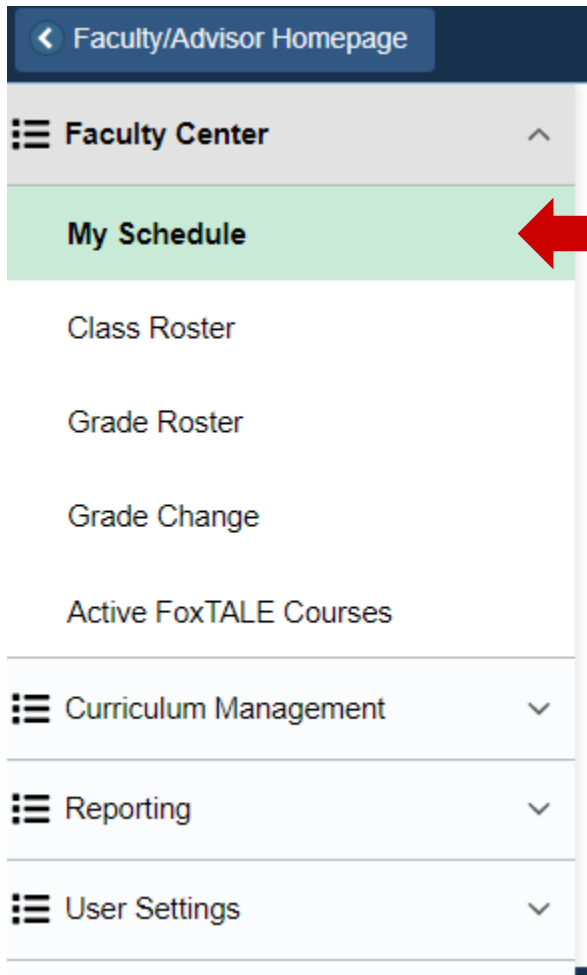 Faculty/Advisor Homepage
Faculty Center
My Schedule
Class Roster
Grade Roster
Grade Change
Active FoxTALE Courses
Curriculum Management
Reporting
User Settings